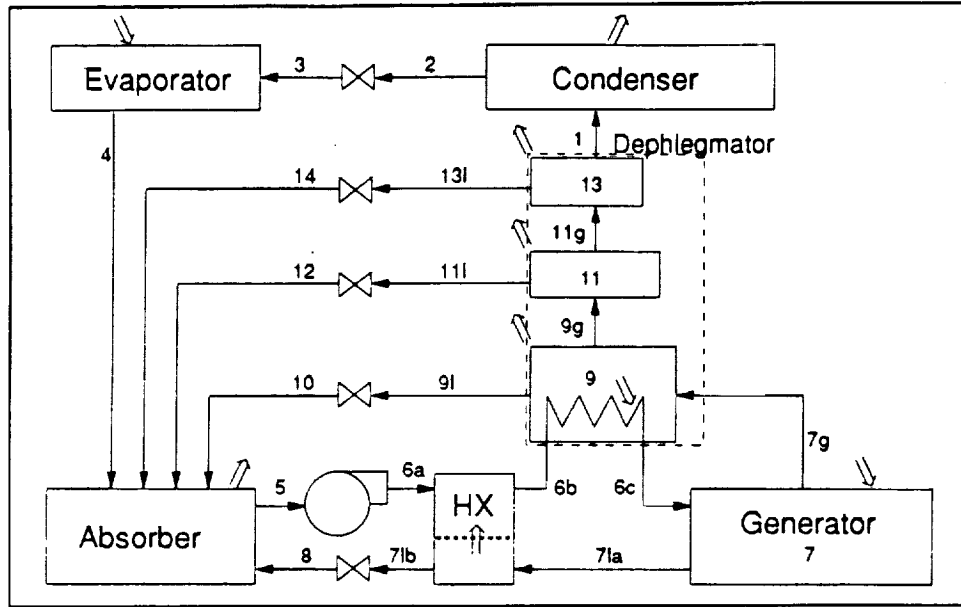 Evaporator
3
2
Condenser
1
Dephlegmator
4
14
13l
13
11g
12
11l
11
9g
10
9l
9
7g
5
6a
6b
6c
Absorber
HX
Generator
7
8
7lb
7la